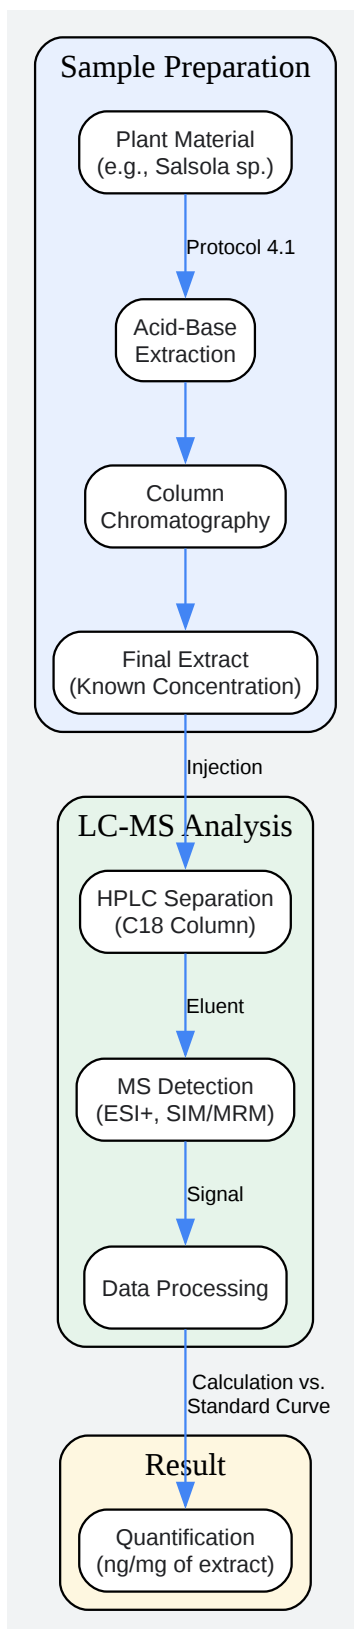 Sample Preparation
Plant Material
(e.g., Salsola sp.)
Protocol 4.1
Acid-Base
Extraction
Column
Chromatography
Final Extract
(Known Concentration)
Injection
LC-MS Analysis
HPLC Separation
(C18 Column)
Eluent
MS Detection
(ESI+, SIM/MRM)
Signal
Data Processing
Calculation vs.
Standard Curve
Result
Quantification
(ng/mg of extract)